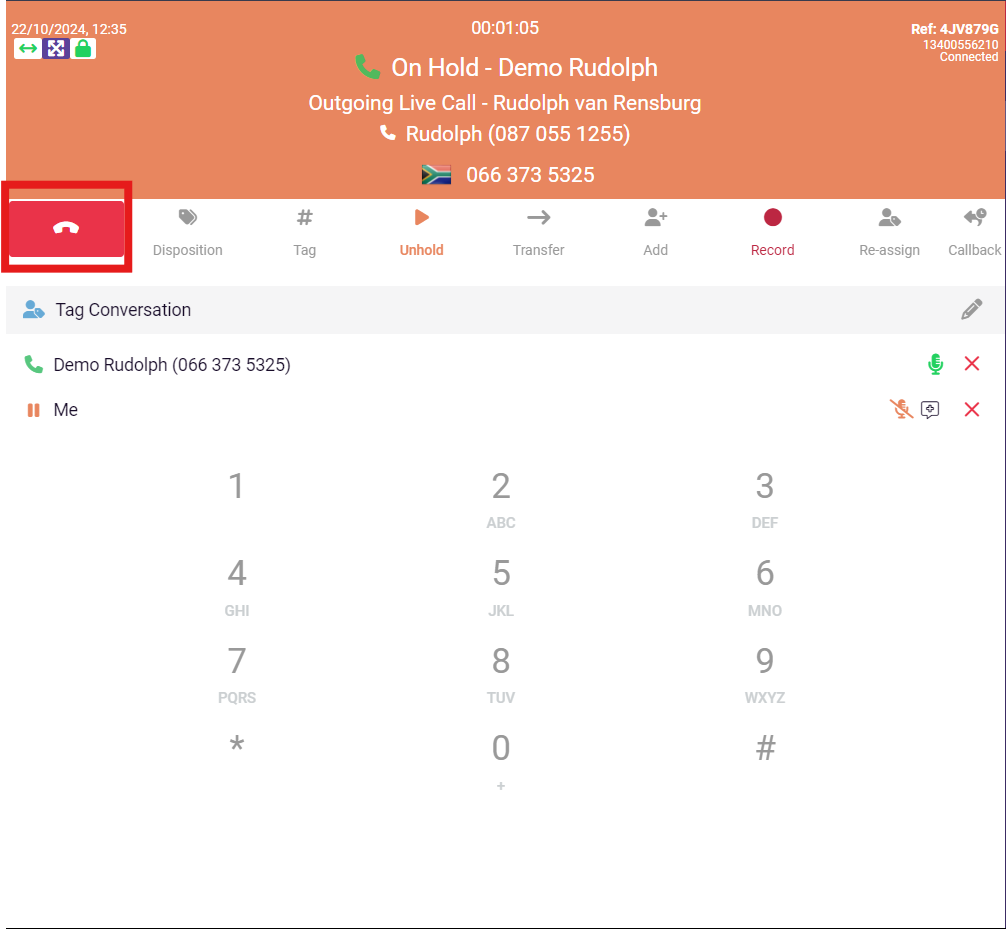 22/10/2024, 12:35
00:01:05
Ref: 4JV879G
13400556210
Connected
On Hold - Demo Rudolph
Outgoing Live Call - Rudolph van Rensburg
Rudolph (087 055 1255)
066 373 5325
Disposition
# Tag
Unhold
Transfer
Add
Record
Re-assign
Callback
Tag Conversation
Demo Rudolph (066 373 5325)
Me
1 2 3
ABC DEF
4 5 6
GHI JKL MNO
7 8 9
PQRS TUV WXYZ
* 0 #
+